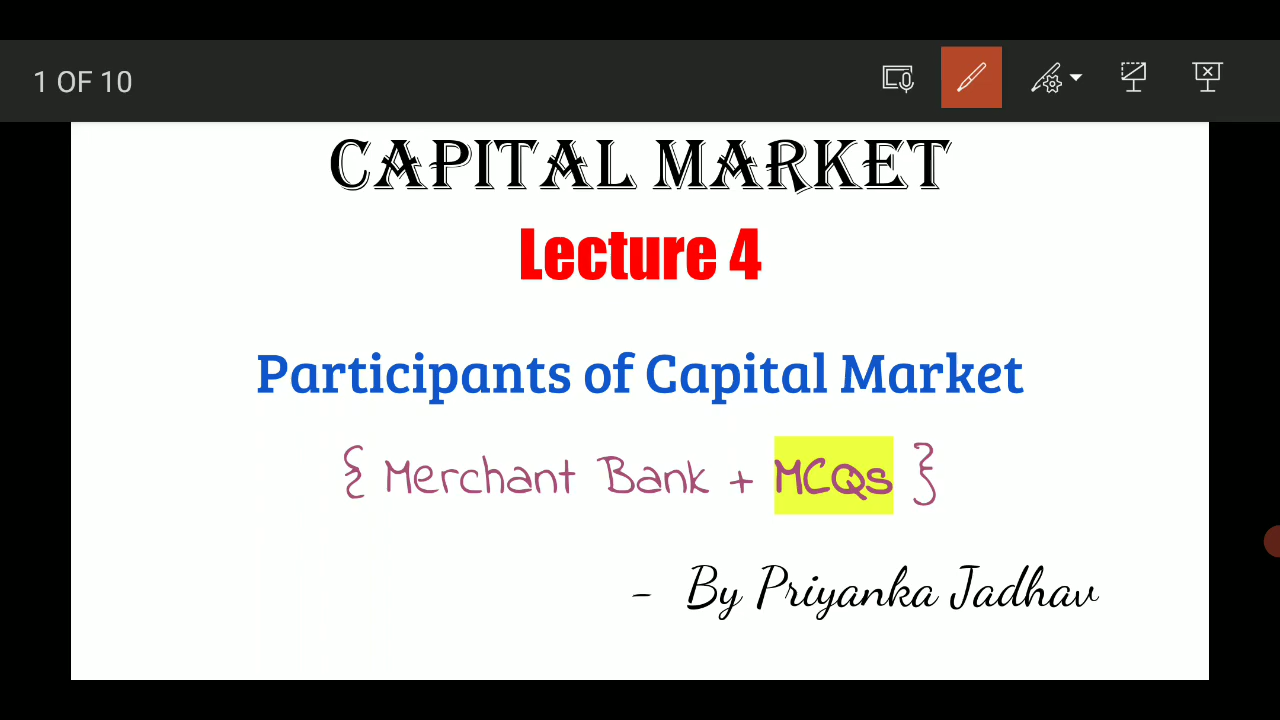 1 OF 10
CAPITAL MARKET
Lecture 4
Participants of Capital Market
{ Merchant Bank + MCQs }
- By Priyanka Jadhav